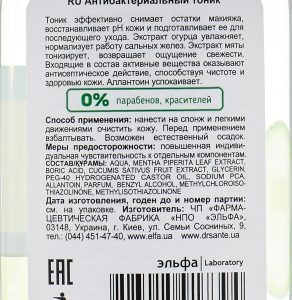 RU Антибактериальный тоник
Тоник эффективно снимает остатки макияжа,
восстанавливает pH кожи и подготавливает ее для
последующего ухода. Экстракт огурца увлажняет,
нормализует работу сальных желез. Экстракт мяты
тонизирует, возвращает ощущение свежести.
Входящие в состав активные вещества оказывают
антисептическое действие, способствуя чистоте и
здоровью кожи. Аллантоин успокаивает.
0% парабенов, красителей
Способ применения: нанести на спонж и легкими
движениями очистить кожу. Перед применением
взбалтывать. Возможен естественный осадок.
Меры предосторожности: повышенная индивидуальная
чувствительность к отдельным компонентам.
СОСТАВ/ҚҰРАМЫ: AQUA, MENTHA PIPERITA LEAF EXTRACT,
BORIC ACID, CUCUMIS SATIVUS FRUIT EXTRACT, GLYCERIN,
PEG-40 HYDROGENATED CASTOR OIL, SODIUM PCA,
ALLANTOIN, PARFUM, BENZYL ALCOHOL, METHYLCHLOROISO-
THIAZOLINONE, METHYLISOTHIAZOLINONE
Дату изготовления, годен до и номер партии:
см. на упаковке. Изготовитель: ЧП «ФАРМА-
ЦЕВТИЧЕСКАЯ ФАБРИКА «НПО «ЭЛЬФА»,
03148, Украина, г. Киев, ул. Семьи Сосниных, 9,
тел. (044) 451-47-40, www.elfa.ua www.drsante.ua
EAC
эльфа | Laboratory